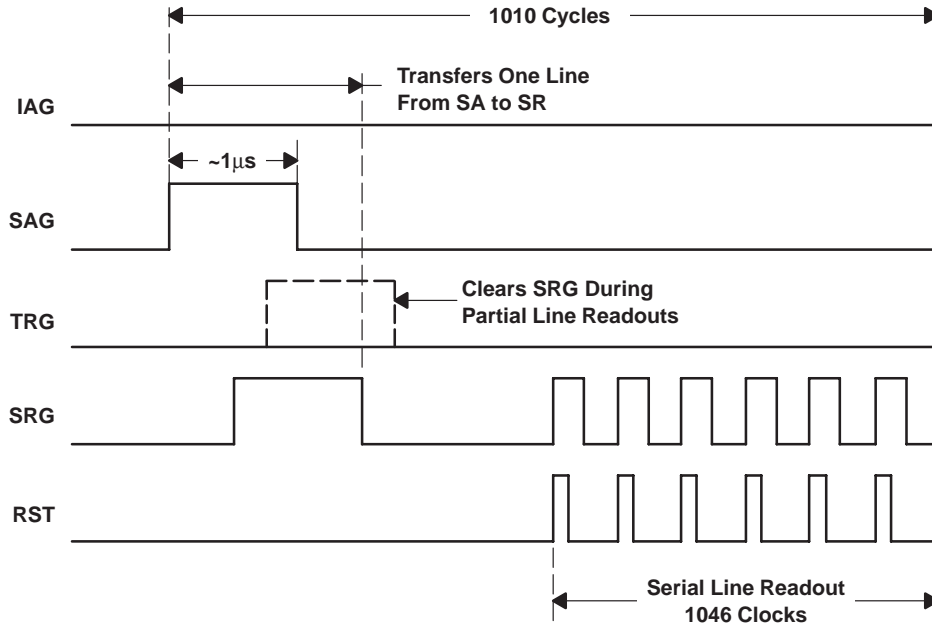 1010 Cycles
Transfers One Line
From SA to SR
IAG
~1μs
SAG
Clears SRG During
Partial Line Readouts
TRG
SRG
RST
Serial Line Readout
1046 Clocks